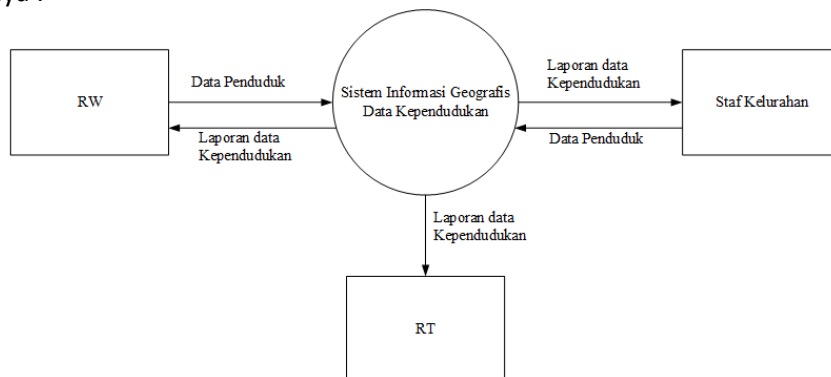 RW
Data Penduduk
Laporan data
Kependudukan
Sistem Informasi Geografis
Data Kependudukan
Laporan data
Kependudukan
Data Penduduk
Staf Kelurahan
Laporan data
Kependudukan
RT